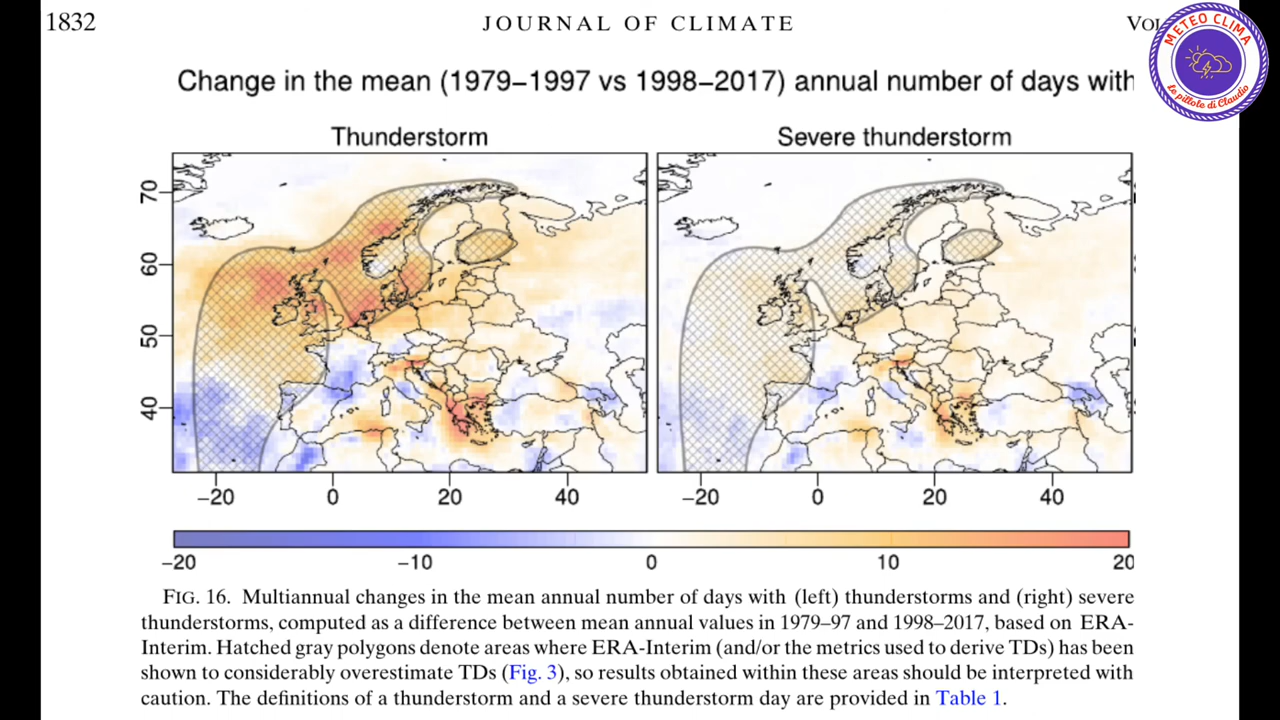 1832
JOURNAL OF CLIMATE
VO
METEO CLIMA
Le pillole di Claudio
Change in the mean (1979–1997 vs 1998–2017) annual number of days with
Thunderstorm
Severe thunderstorm
70
60
50
40
−20 0 20 40
−20 0 20 40
−20 −10 0 10 20
FIG. 16. Multiannual changes in the mean annual number of days with (left) thunderstorms and (right) severe
thunderstorms, computed as a difference between mean annual values in 1979–97 and 1998–2017, based on ERA-
Interim. Hatched gray polygons denote areas where ERA-Interim (and/or the metrics used to derive TDs) has been
shown to considerably overestimate TDs (Fig. 3), so results obtained within these areas should be interpreted with
caution. The definitions of a thunderstorm and a severe thunderstorm day are provided in Table 1.